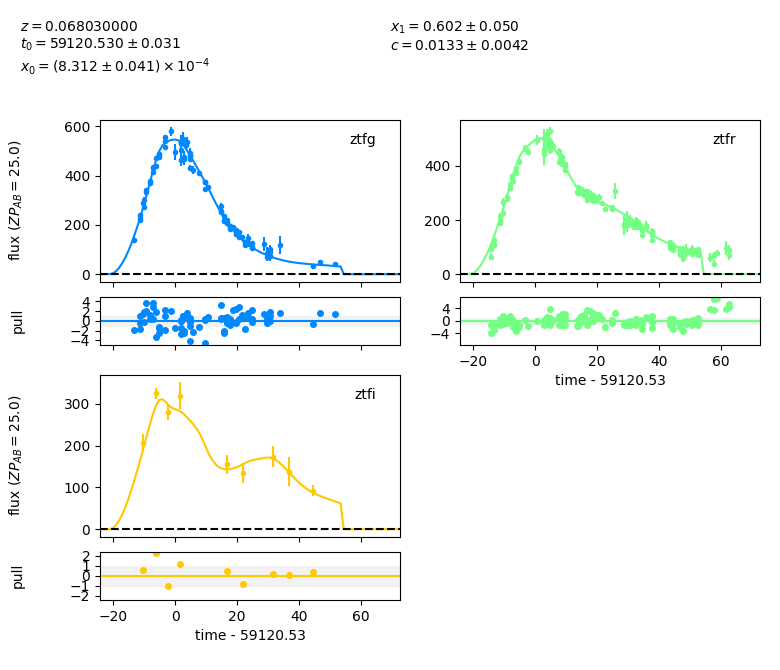 z = 0.068030000
t0 = 59120.530 ± 0.031
x0 = (8.312 ± 0.041) × 10^-4
x1 = 0.602 ± 0.050
c = 0.0133 ± 0.0042
flux (ZP_AB = 25.0)
600
400
200
0
ztfg
400
200
0
ztfr
pull
4
2
0
−2
−4
4
0
−4
−20 0 20 40 60
time - 59120.53
flux (ZP_AB = 25.0)
300
200
100
0
ztfi
pull
2
1
0
−1
−2
−20 0 20 40 60
time - 59120.53